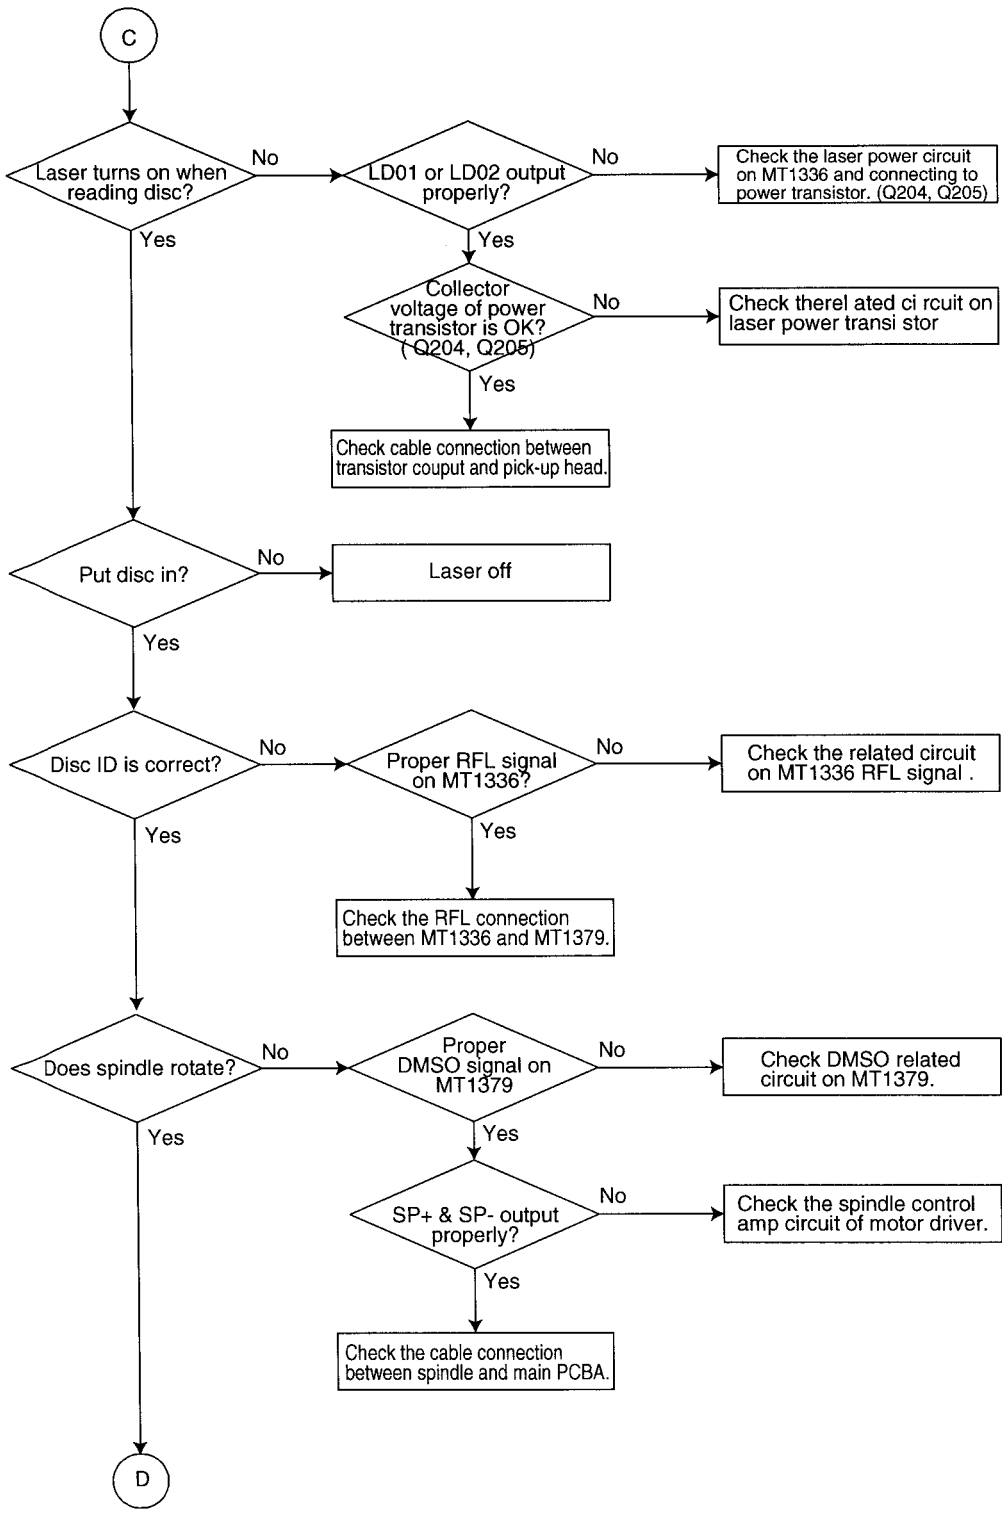 C
Laser turns on when
reading disc?
No
LD01 or LD02 output
properly?
No
Check the laser power circuit
on MT1336 and connecting to
power transistor. (Q204, Q205)
Yes
Yes
Collector
voltage of power
transistor is OK?
( Q204, Q205)
No
Check therel ated ci rcuit on
laser power transi stor
Yes
Check cable connection between
transistor couput and pick-up head.
Put disc in?
No
Laser off
Yes
Disc ID is correct?
No
Proper RFL signal
on MT1336?
No
Check the related circuit
on MT1336 RFL signal .
Yes
Yes
Check the RFL connection
between MT1336 and MT1379.
Does spindle rotate?
No
Proper
DMSO signal on
MT1379
No
Check DMSO related
circuit on MT1379.
Yes
Yes
SP+ & SP- output
properly?
No
Check the spindle control
amp circuit of motor driver.
Yes
Check the cable connection
between spindle and main PCBA.
D